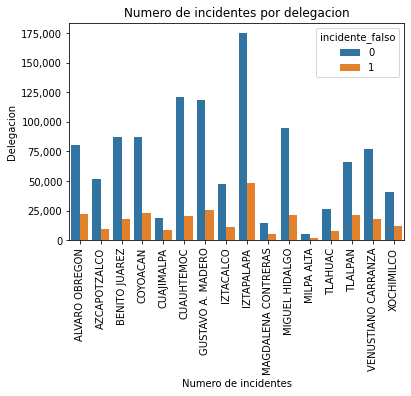 Numero de incidentes por delegacion
incidente_falso
0
1
175,000
150,000
125,000
100,000
75,000
50,000
25,000
0
Delegacion
ALVARO OBREGON
AZCAPOTZALCO
BENITO JUAREZ
COYOACAN
CUAJIMALPA
CUAUHTEMOC
GUSTAVO A. MADERO
IZTACALCO
IZTAPALAPA
MAGDALENA CONTRERAS
MIGUEL HIDALGO
MILPA ALTA
TLAHUAC
TLALPAN
VENUSTIANO CARRANZA
XOCHIMILCO
Numero de incidentes